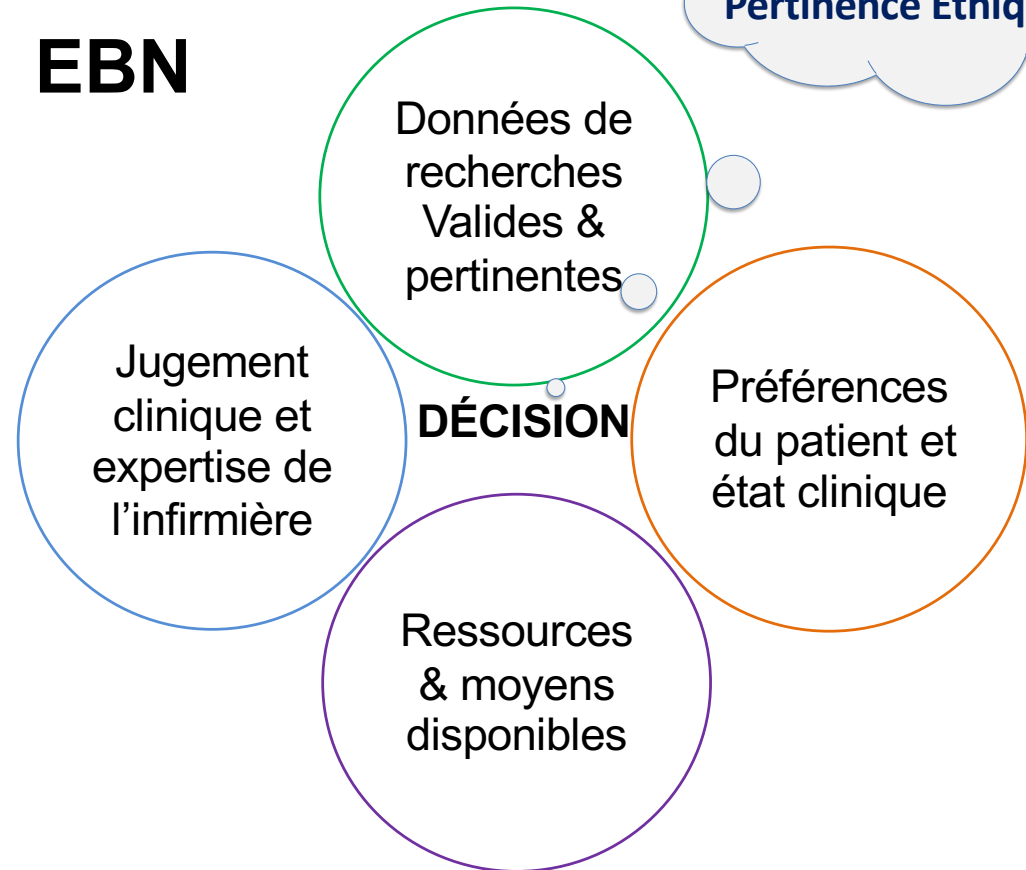 Pertinence Ethiq
EBN
Données de
recherches
Valides &
pertinentes
Jugement
clinique et
expertise de
l’infirmière
DÉCISION
Préférences
du patient et
état clinique
Ressources
& moyens
disponibles